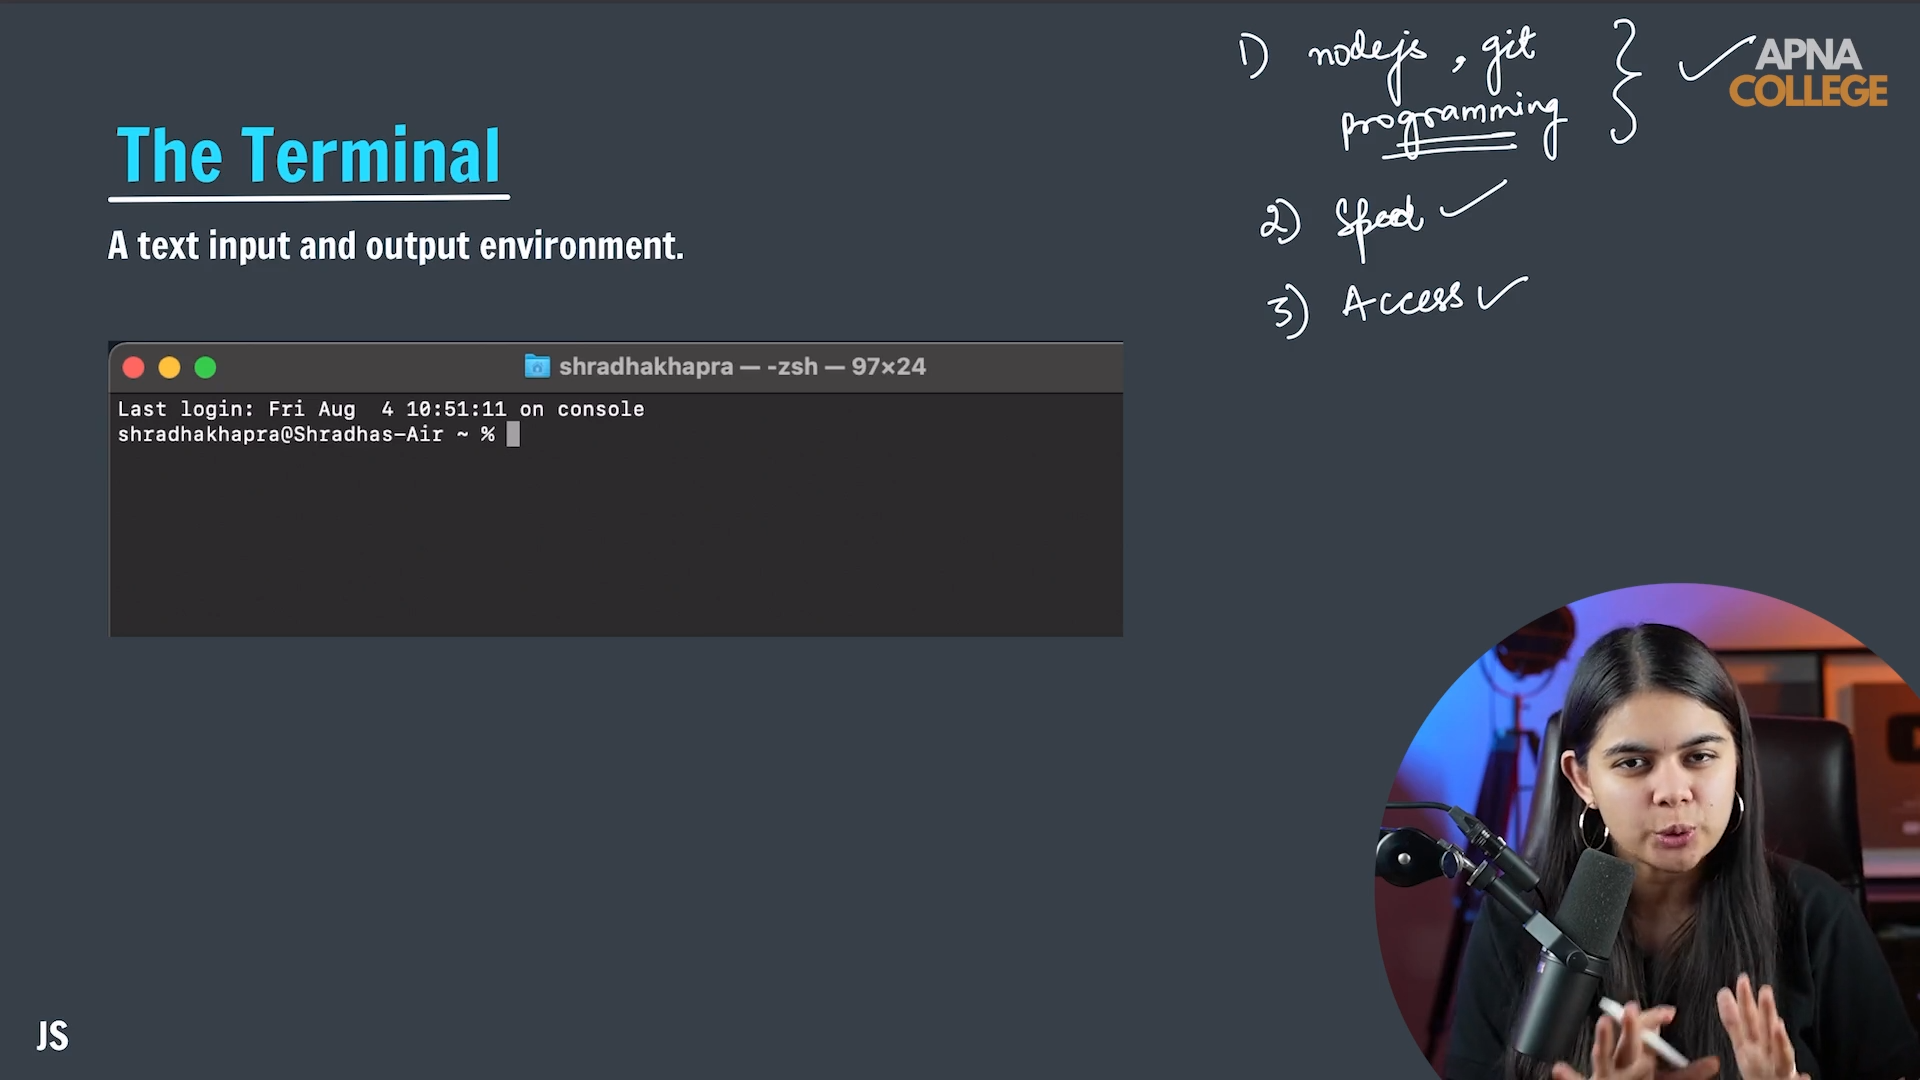 The Terminal
A text input and output environment.
shradhakhapra — -zsh — 97×24
Last login: Fri Aug  4 10:51:11 on console
shradhakhapra@Shradhas-Air ~ %
1) nodejs, git
programming
2) Speed ✓
3) Access ✓
APNA
COLLEGE
JS